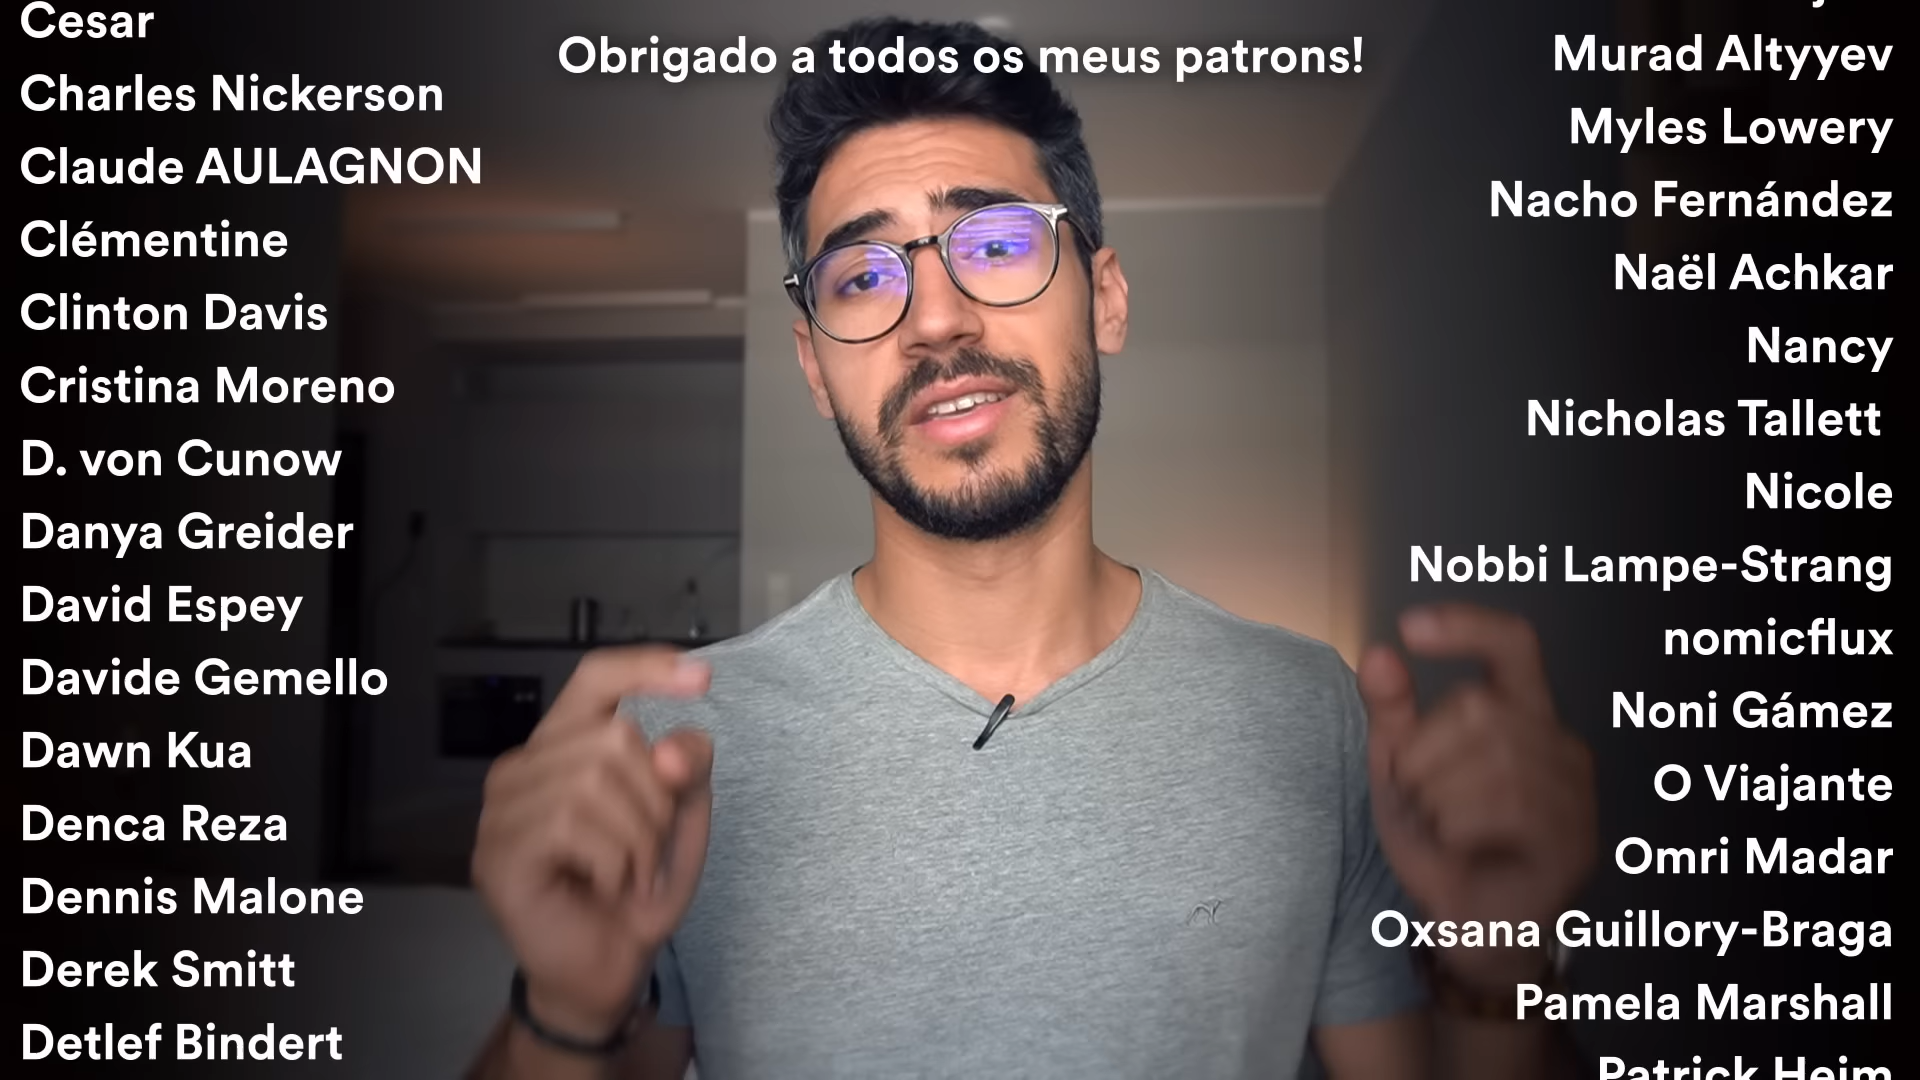 Obrigado a todos os meus patrons!
Cesar
Charles Nickerson
Claude AULAGNON
Clémentine
Clinton Davis
Cristina Moreno
D. von Cunow
Danya Greider
David Espey
Davide Gemello
Dawn Kua
Denca Reza
Dennis Malone
Derek Smitt
Detlef Bindert
Murad Altyyev
Myles Lowery
Nacho Fernández
Naël Achkar
Nancy
Nicholas Tallett
Nicole
Nobbi Lampe-Strang
nomicflux
Noni Gámez
O Viajante
Omri Madar
Oxsana Guillory-Braga
Pamela Marshall
Patrick Heim